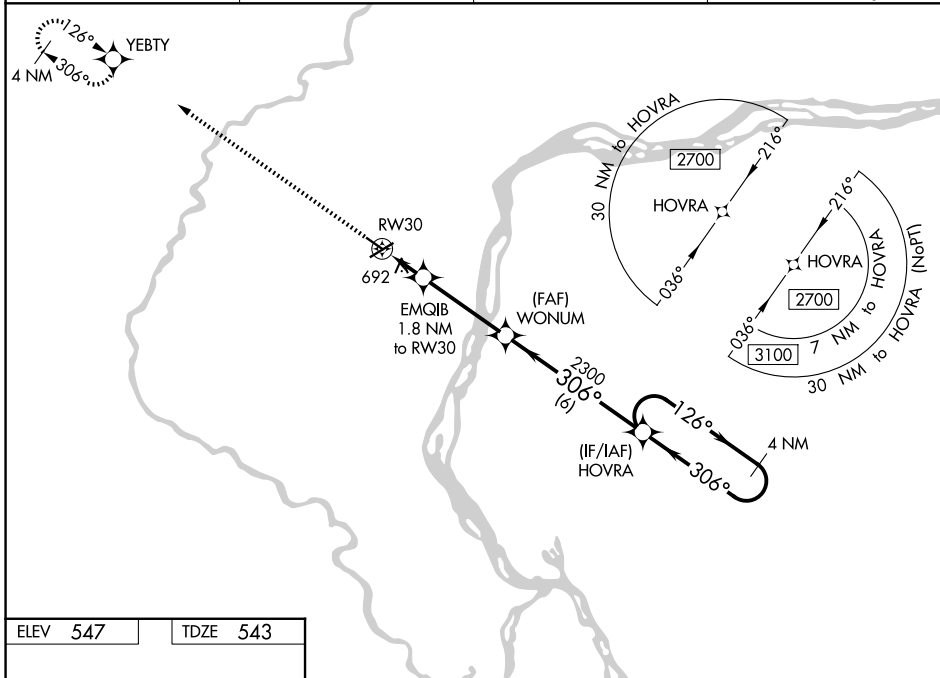 126°
YEBTY
4 NM
306°
30 NM to HOVRA
2700
216°
HOVRA
036°
216°
HOVRA
2700
036°
7 NM to HOVRA
3100
30 NM to HOVRA (NoPT)
RW30
692
EMQIB
1.8 NM
to RW30
(FAF)
WONUM
2300
306°
(6)
126°
4 NM
(IF/IAF)
HOVRA
306°
ELEV 547
TDZE 543